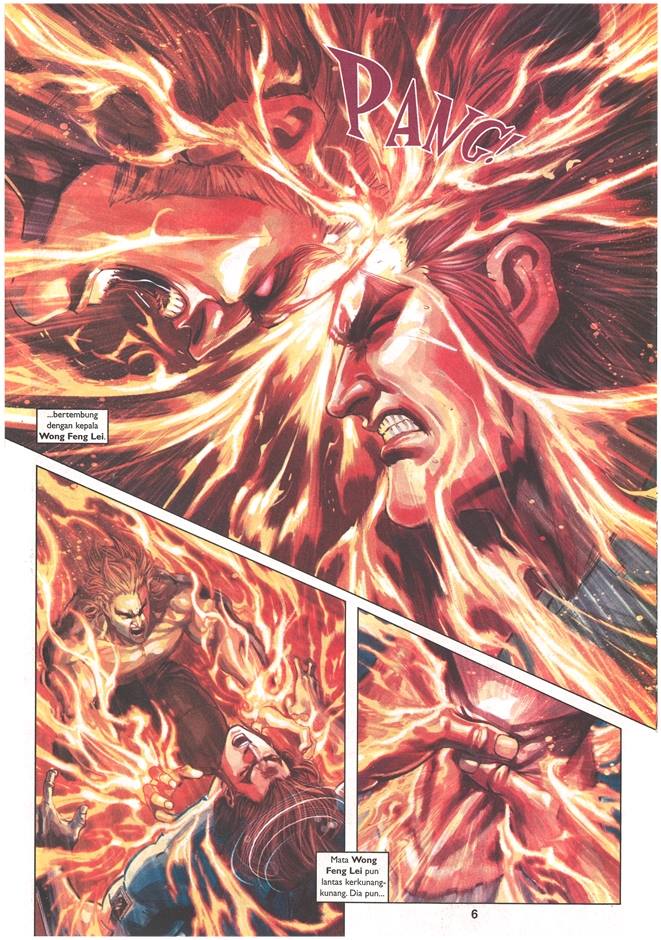 PANG!
...bertembung
dengan kepala
Wong Feng Lei.
Mata Wong
Feng Lei pun
lantas kerkunang-
kunang. Dia pun...
6